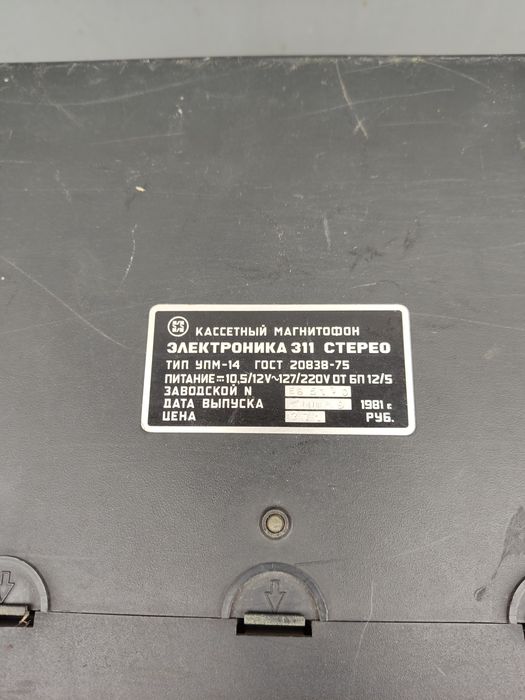 КАССЕТНЫЙ МАГНИТОФОН
ЭЛЕКТРОНИКА 311 СТЕРЕО
ТИП УПМ-14 ГОСТ 20838-75
ПИТАНИЕ ⎓ 10,5/12V ~127/220V ОТ БП 12/5
ЗАВОДСКОЙ N
ДАТА ВЫПУСКА 1981 г.
ЦЕНА РУБ.